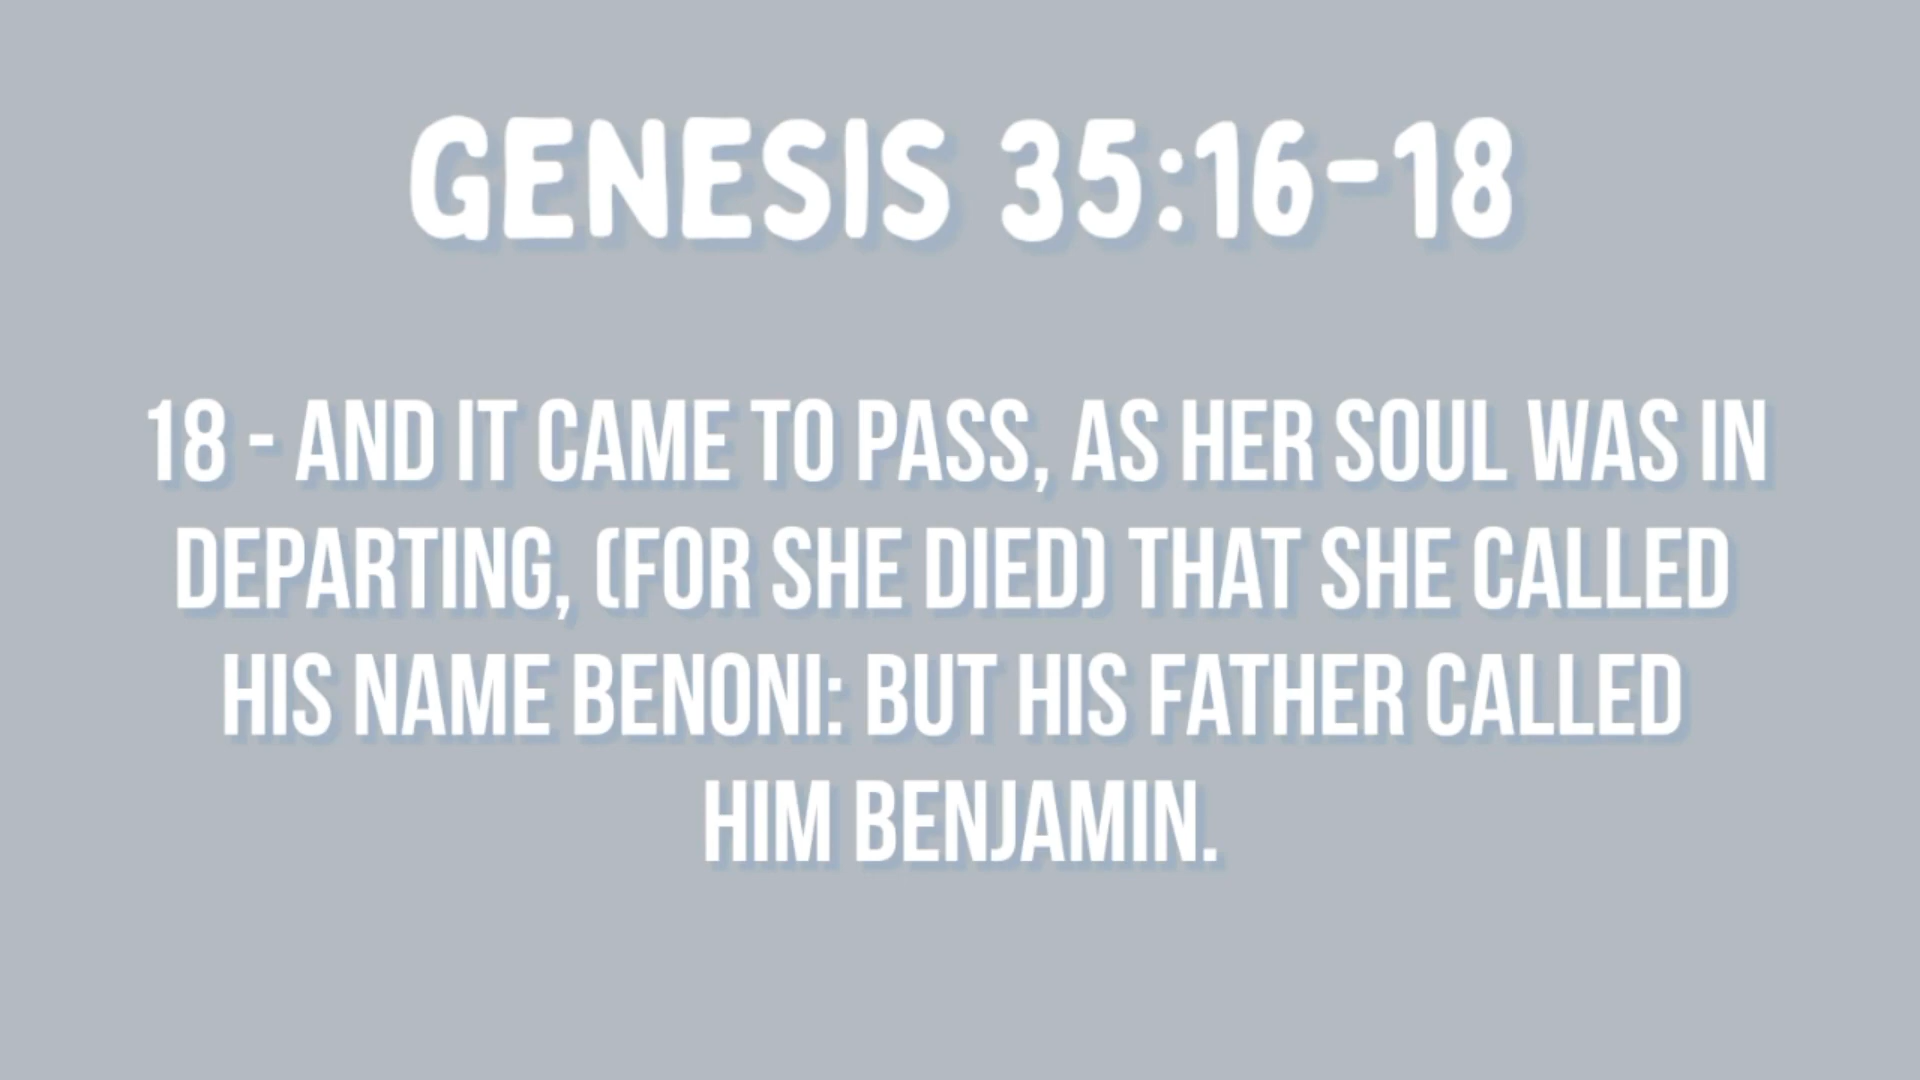 GENESIS 35:16-18
18 - AND IT CAME TO PASS, AS HER SOUL WAS IN
DEPARTING, (FOR SHE DIED) THAT SHE CALLED
HIS NAME BENONI: BUT HIS FATHER CALLED
HIM BENJAMIN.